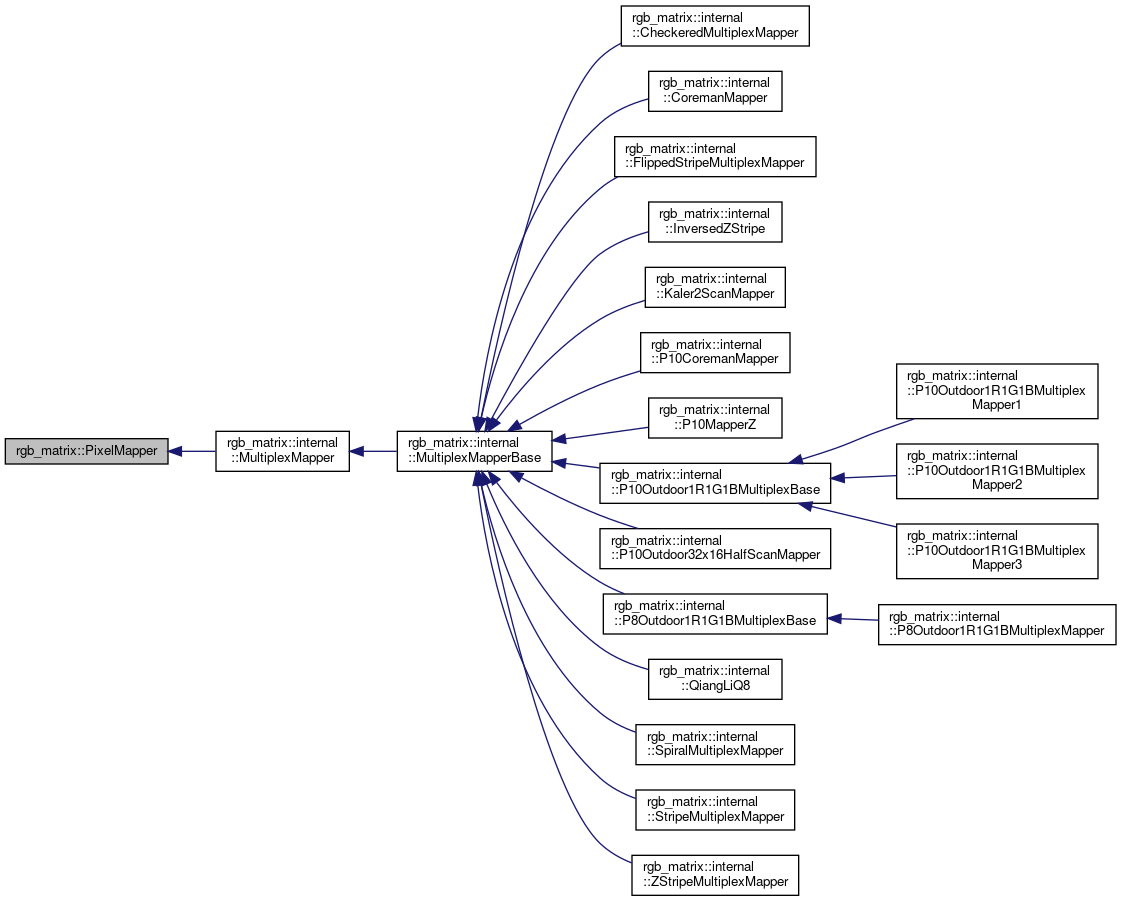 rgb_matrix::PixelMapper
rgb_matrix::internal
::MultiplexMapper
rgb_matrix::internal
::MultiplexMapperBase
rgb_matrix::internal
::CheckeredMultiplexMapper
rgb_matrix::internal
::CoremanMapper
rgb_matrix::internal
::FlippedStripeMultiplexMapper
rgb_matrix::internal
::InversedZStripe
rgb_matrix::internal
::Kaler2ScanMapper
rgb_matrix::internal
::P10CoremanMapper
rgb_matrix::internal
::P10MapperZ
rgb_matrix::internal
::P10Outdoor1R1G1BMultiplexBase
rgb_matrix::internal
::P10Outdoor1R1G1BMultiplex
Mapper1
rgb_matrix::internal
::P10Outdoor1R1G1BMultiplex
Mapper2
rgb_matrix::internal
::P10Outdoor1R1G1BMultiplex
Mapper3
rgb_matrix::internal
::P10Outdoor32x16HalfScanMapper
rgb_matrix::internal
::P8Outdoor1R1G1BMultiplexBase
rgb_matrix::internal
::P8Outdoor1R1G1BMultiplexMapper
rgb_matrix::internal
::QiangLiQ8
rgb_matrix::internal
::SpiralMultiplexMapper
rgb_matrix::internal
::StripeMultiplexMapper
rgb_matrix::internal
::ZStripeMultiplexMapper